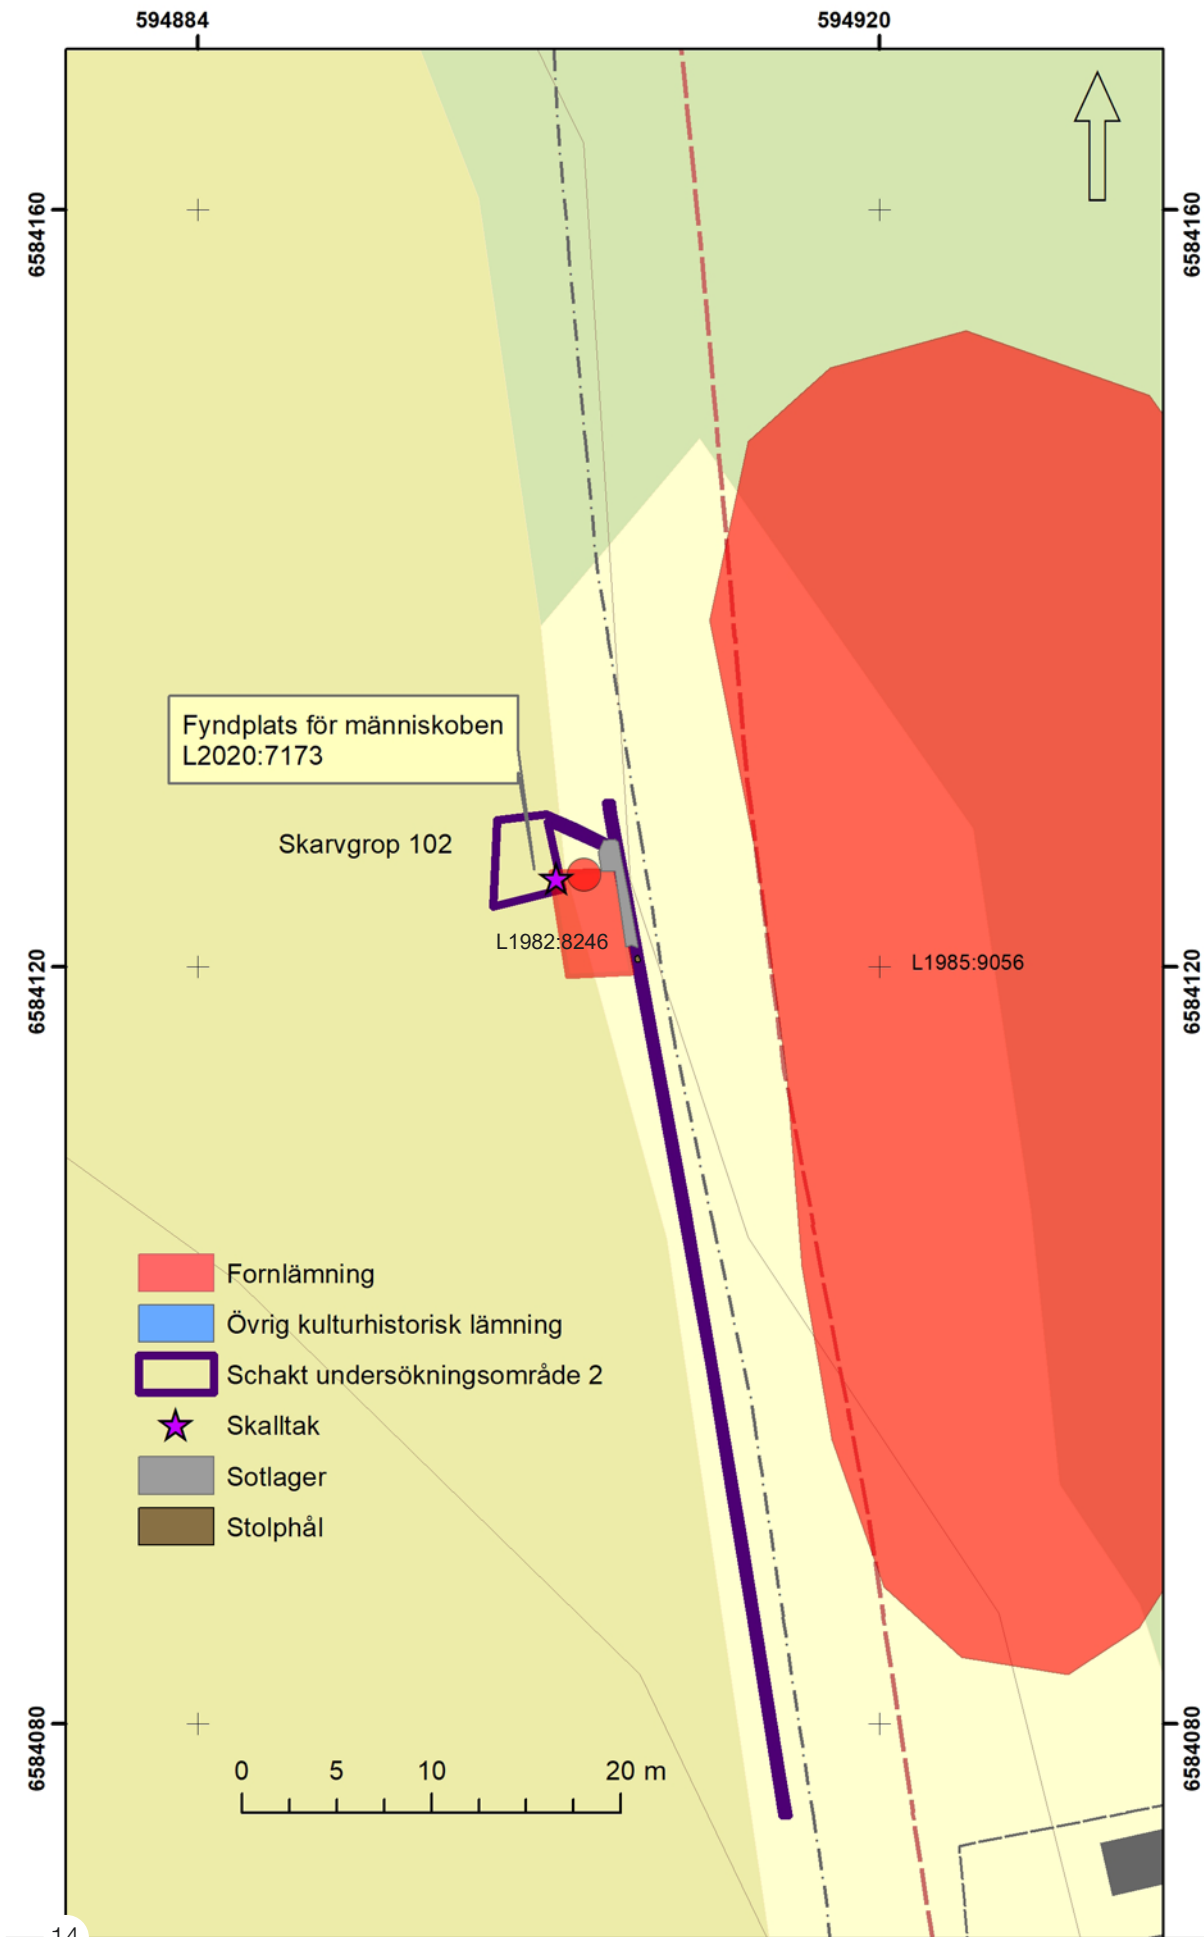 594884
594920
6584160
6584160
Fyndplats för människoben
L2020:7173
Skarvgrop 102
L1982:8246
L1985:9056
6584120
6584120
Fornlämning
Övrig kulturhistorisk lämning
Schakt undersökningsområde 2
Skalltak
Sotlager
Stolphål
6584080
6584080
0 5 10 20 m
14